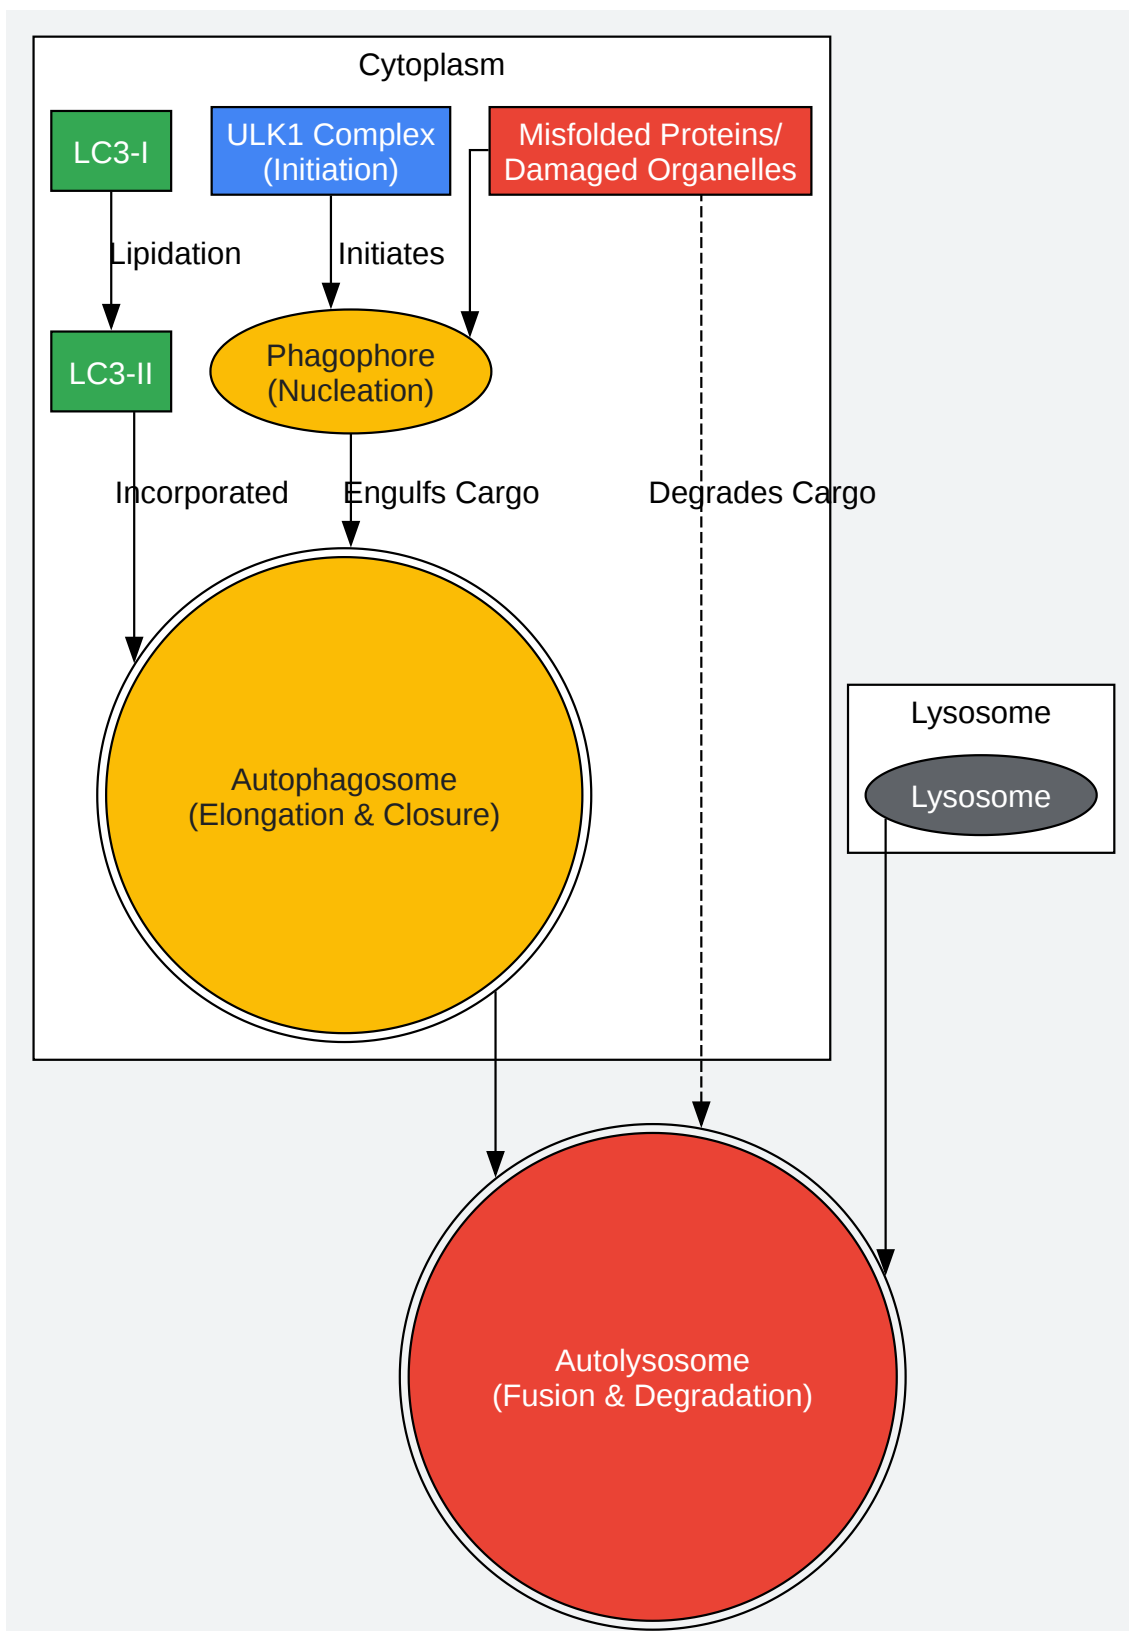 Cytoplasm
LC3-I
ULK1 Complex
(Initiation)
Misfolded Proteins/
Damaged Organelles
Lipidation
Initiates
LC3-II
Phagophore
(Nucleation)
Incorporated
Engulfs Cargo
Degrades Cargo
Autophagosome
(Elongation & Closure)
Lysosome
Lysosome
Autolysosome
(Fusion & Degradation)